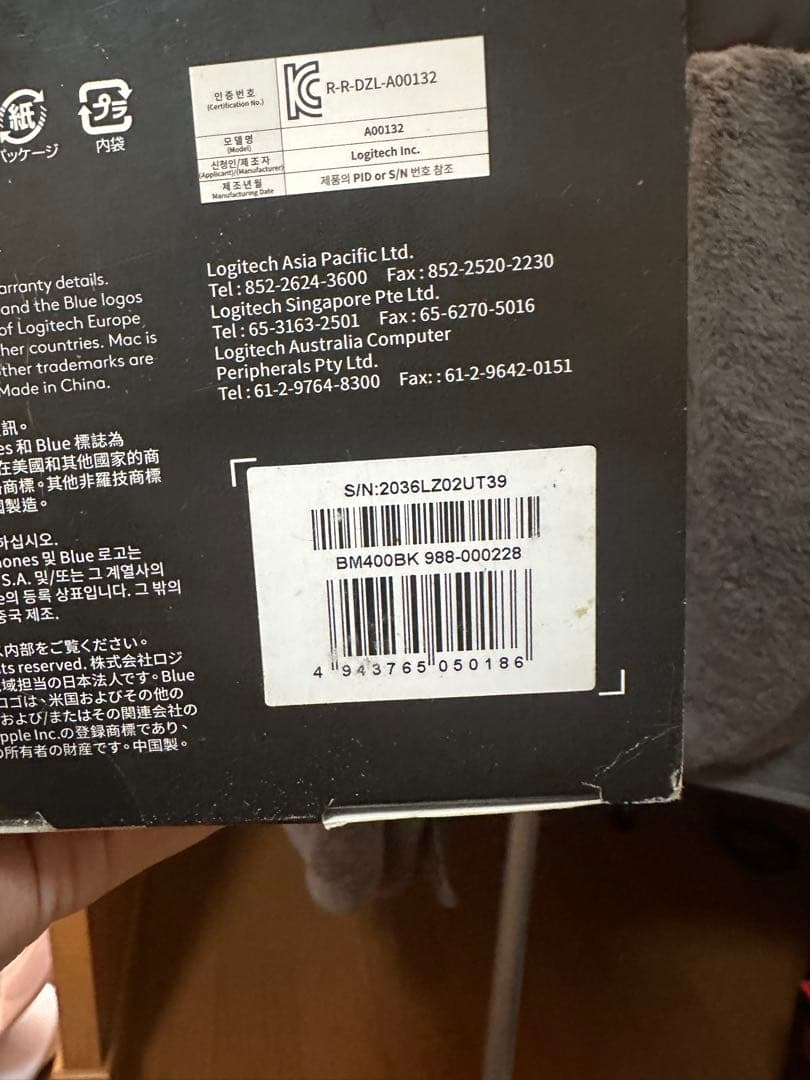 紙
パッケージ
プラ
内袋
인증번호
(Certification No.)
R-R-DZL-A00132
모델명
(Model)
A00132
신청인/제조자
(Applicant)/(Manufacturer)
Logitech Inc.
제조년월
Manufacturing Date
제품의 PID or S/N 번호 참조
arranty details.
and the Blue logos
of Logitech Europe
her countries. Mac is
ther trademarks are
Made in China.
Logitech Asia Pacific Ltd.
Tel : 852-2624-3600 Fax : 852-2520-2230
Logitech Singapore Pte Ltd.
Tel : 65-3163-2501 Fax : 65-6270-5016
Logitech Australia Computer
Peripherals Pty Ltd.
Tel : 61-2-9764-8300 Fax: : 61-2-9642-0151
訊。
es 和 Blue 標誌為
在美國和其他國家的商
商標。其他非羅技商標
國製造。
하십시오.
ones 및 Blue 로고는
S.A. 및/또는 그 계열사의
e의 등록 상표입니다. 그 밖의
중국 제조.
内部をご覧ください。
ts reserved. 株式会社ロジ
域担当の日本法人です。Blue
ロゴは、米国およびその他の
および/またはその関連会社の
pple Inc.の登録商標であり、
の所有者の財産です。中国製。
S/N:2036LZ02UT39
BM400BK 988-000228
4 943765 050186